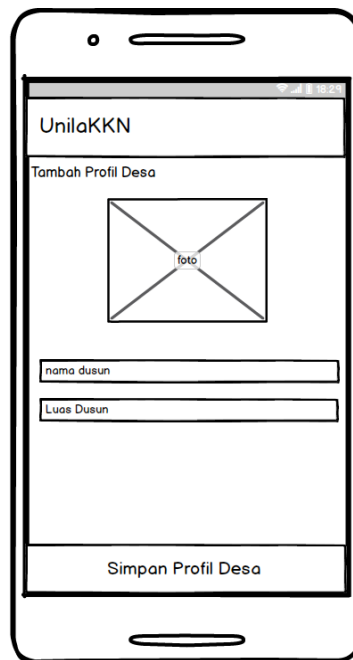 18:29
UnilaKKN
Tambah Profil Desa
foto
nama dusun
Luas Dusun
Simpan Profil Desa